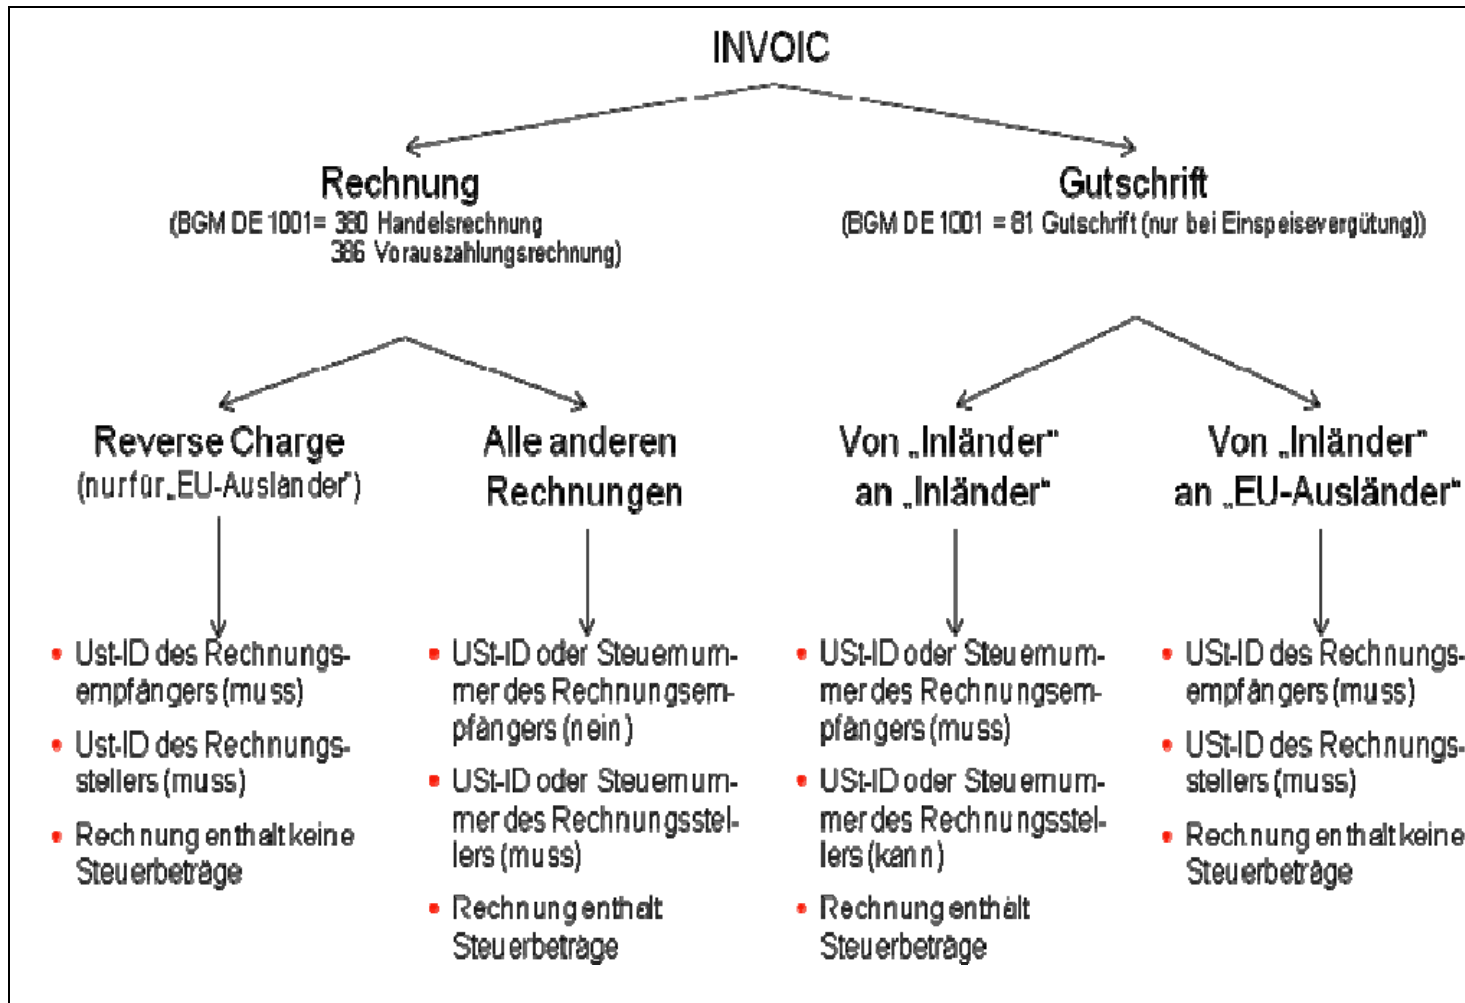 INVOIC
Rechnung
(BGM DE 1001= 380 Handelsrechnung
386 Vorauszahlungsrechnung)
Gutschrift
(BGM DE 1001 = 81 Gutschrift (nur bei Einspeisevergütung))
Reverse Charge
(nur für „EU-Ausländer“)
Alle anderen
Rechnungen
Von „Inländer“
an „Inländer“
Von „Inländer“
an „EU-Ausländer“
• Ust-ID des Rechnungs-
empfängers (muss)
• Ust-ID des Rechnungs-
stellers (muss)
• Rechnung enthält keine
Steuerbeträge
• USt-ID oder Steuernum-
mer des Rechnungsem-
pfängers (nein)
• USt-ID oder Steuernum-
mer des Rechnungsstel-
lers (muss)
• Rechnung enthält
Steuerbeträge
• USt-ID oder Steuernum-
mer des Rechnungsem-
pfängers (muss)
• USt-ID oder Steuernum-
mer des Rechnungsstel-
lers (kann)
• Rechnung enthält
Steuerbeträge
• USt-ID des Rechnungs-
empfängers (muss)
• USt-ID des Rechnungs-
stellers (muss)
• Rechnung enthält keine
Steuerbeträge